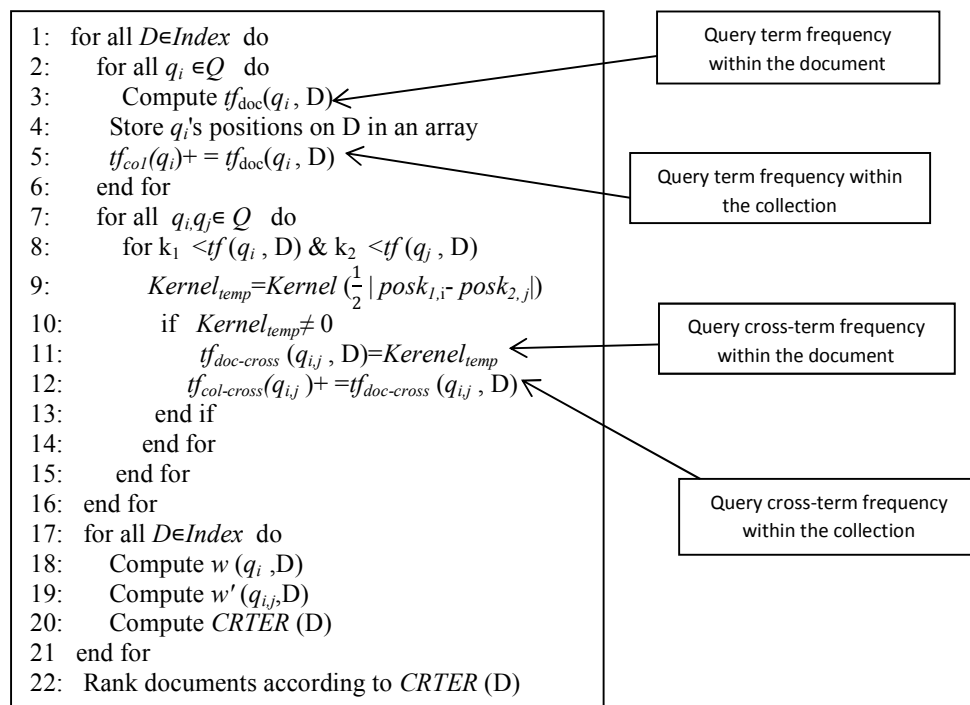 1: for all D∈Index do
2: for all qi ∈Q do
3: Compute tfdoc(qi , D)
4: Store qi's positions on D in an array
5: tfcol(qi)+ = tfdoc(qi , D)
6: end for
7: for all qi,qj∈ Q do
8: for k1 <tf (qi , D) & k2 <tf (qj , D)
9: Kerneltemp=Kernel (1/2 | posk1,i- posk2, j|)
10: if Kerneltemp≠ 0
11: tfdoc-cross (qi,j , D)=Kereneltemp
12: tfcol-cross(qi,j )+ =tfdoc-cross (qi,j , D)
13: end if
14: end for
15: end for
16: end for
17: for all D∈Index do
18: Compute w (qi ,D)
19: Compute w' (qi,j,D)
20: Compute CRTER (D)
21 end for
22: Rank documents according to CRTER (D)
Query term frequency
within the document
Query term frequency within
the collection
Query cross-term frequency
within the document
Query cross-term frequency
within the collection